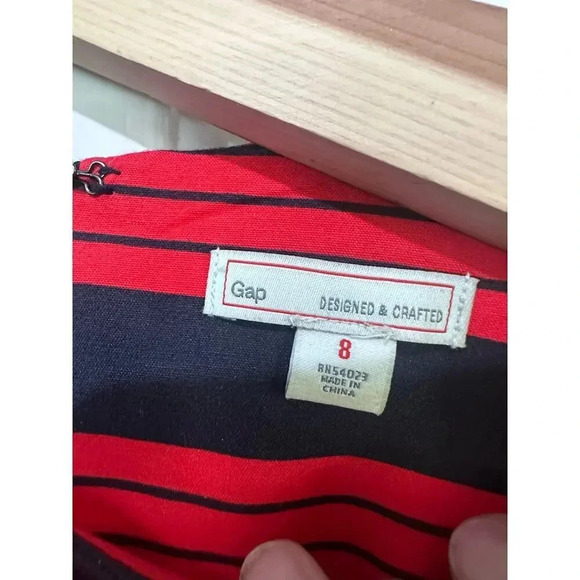 Gap DESIGNED & CRAFTED
8
RN54023
MADE IN
CHINA